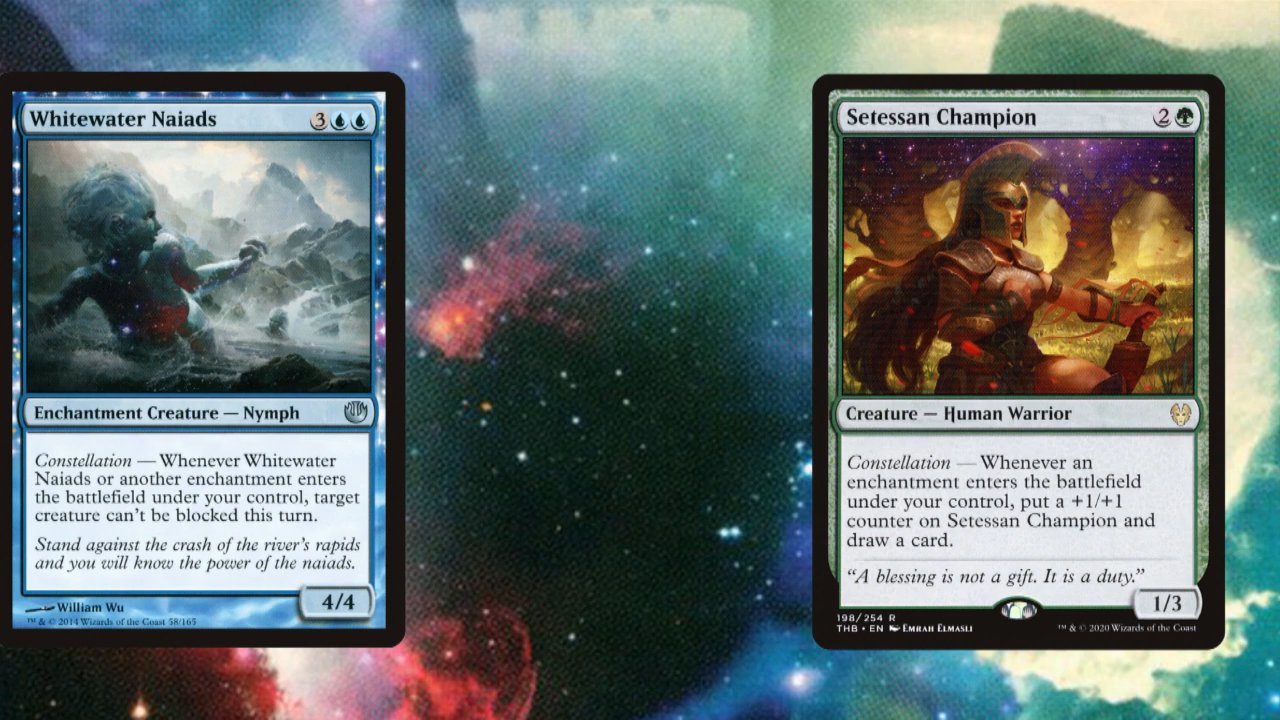 Whitewater Naiads 3
Enchantment Creature — Nymph
Constellation — Whenever Whitewater
Naiads or another enchantment enters
the battlefield under your control, target
creature can't be blocked this turn.
Stand against the crash of the river's rapids
and you will know the power of the naiads.
William Wu
4/4
™ & © 2014 Wizards of the Coast 58/165
Setessan Champion 2
Creature — Human Warrior
Constellation — Whenever an
enchantment enters the battlefield
under your control, put a +1/+1
counter on Setessan Champion and
draw a card.
“A blessing is not a gift. It is a duty.”
1/3
198/254 R
THB • EN Emrah Elmasli
™ & © 2020 Wizards of the Coast